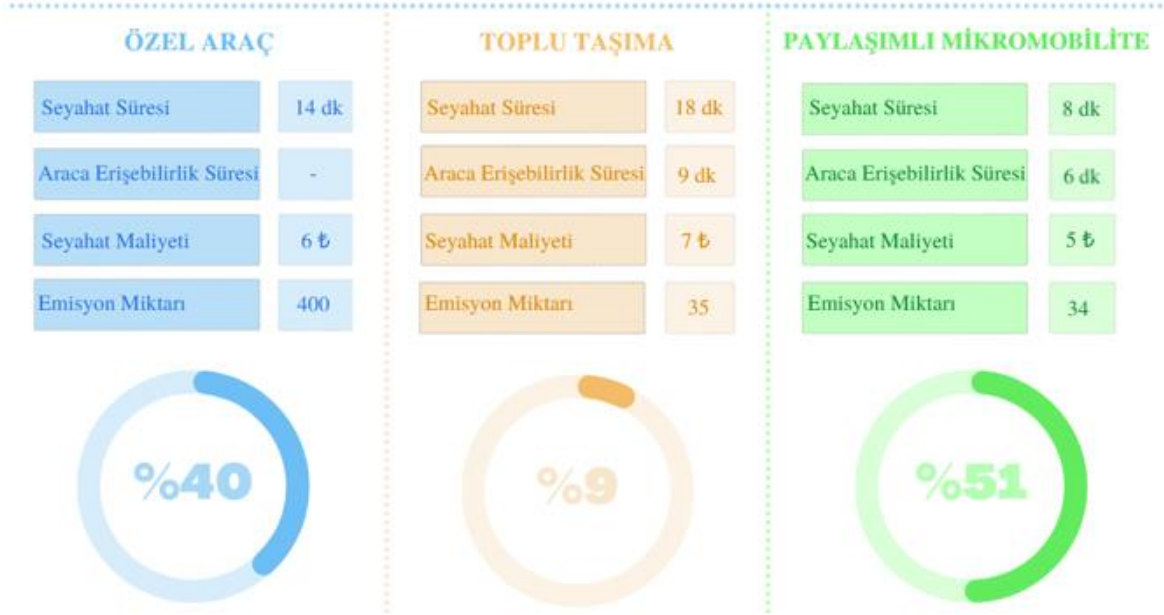 ÖZEL ARAÇ
Seyahat Süresi 14 dk
Araca Erişebilirlik Süresi -
Seyahat Maliyeti 6 ₺
Emisyon Miktarı 400
%40
TOPLU TAŞIMA
Seyahat Süresi 18 dk
Araca Erişebilirlik Süresi 9 dk
Seyahat Maliyeti 7 ₺
Emisyon Miktarı 35
%9
PAYLAŞIMLI MİKROMOBİLİTE
Seyahat Süresi 8 dk
Araca Erişebilirlik Süresi 6 dk
Seyahat Maliyeti 5 ₺
Emisyon Miktarı 34
%51